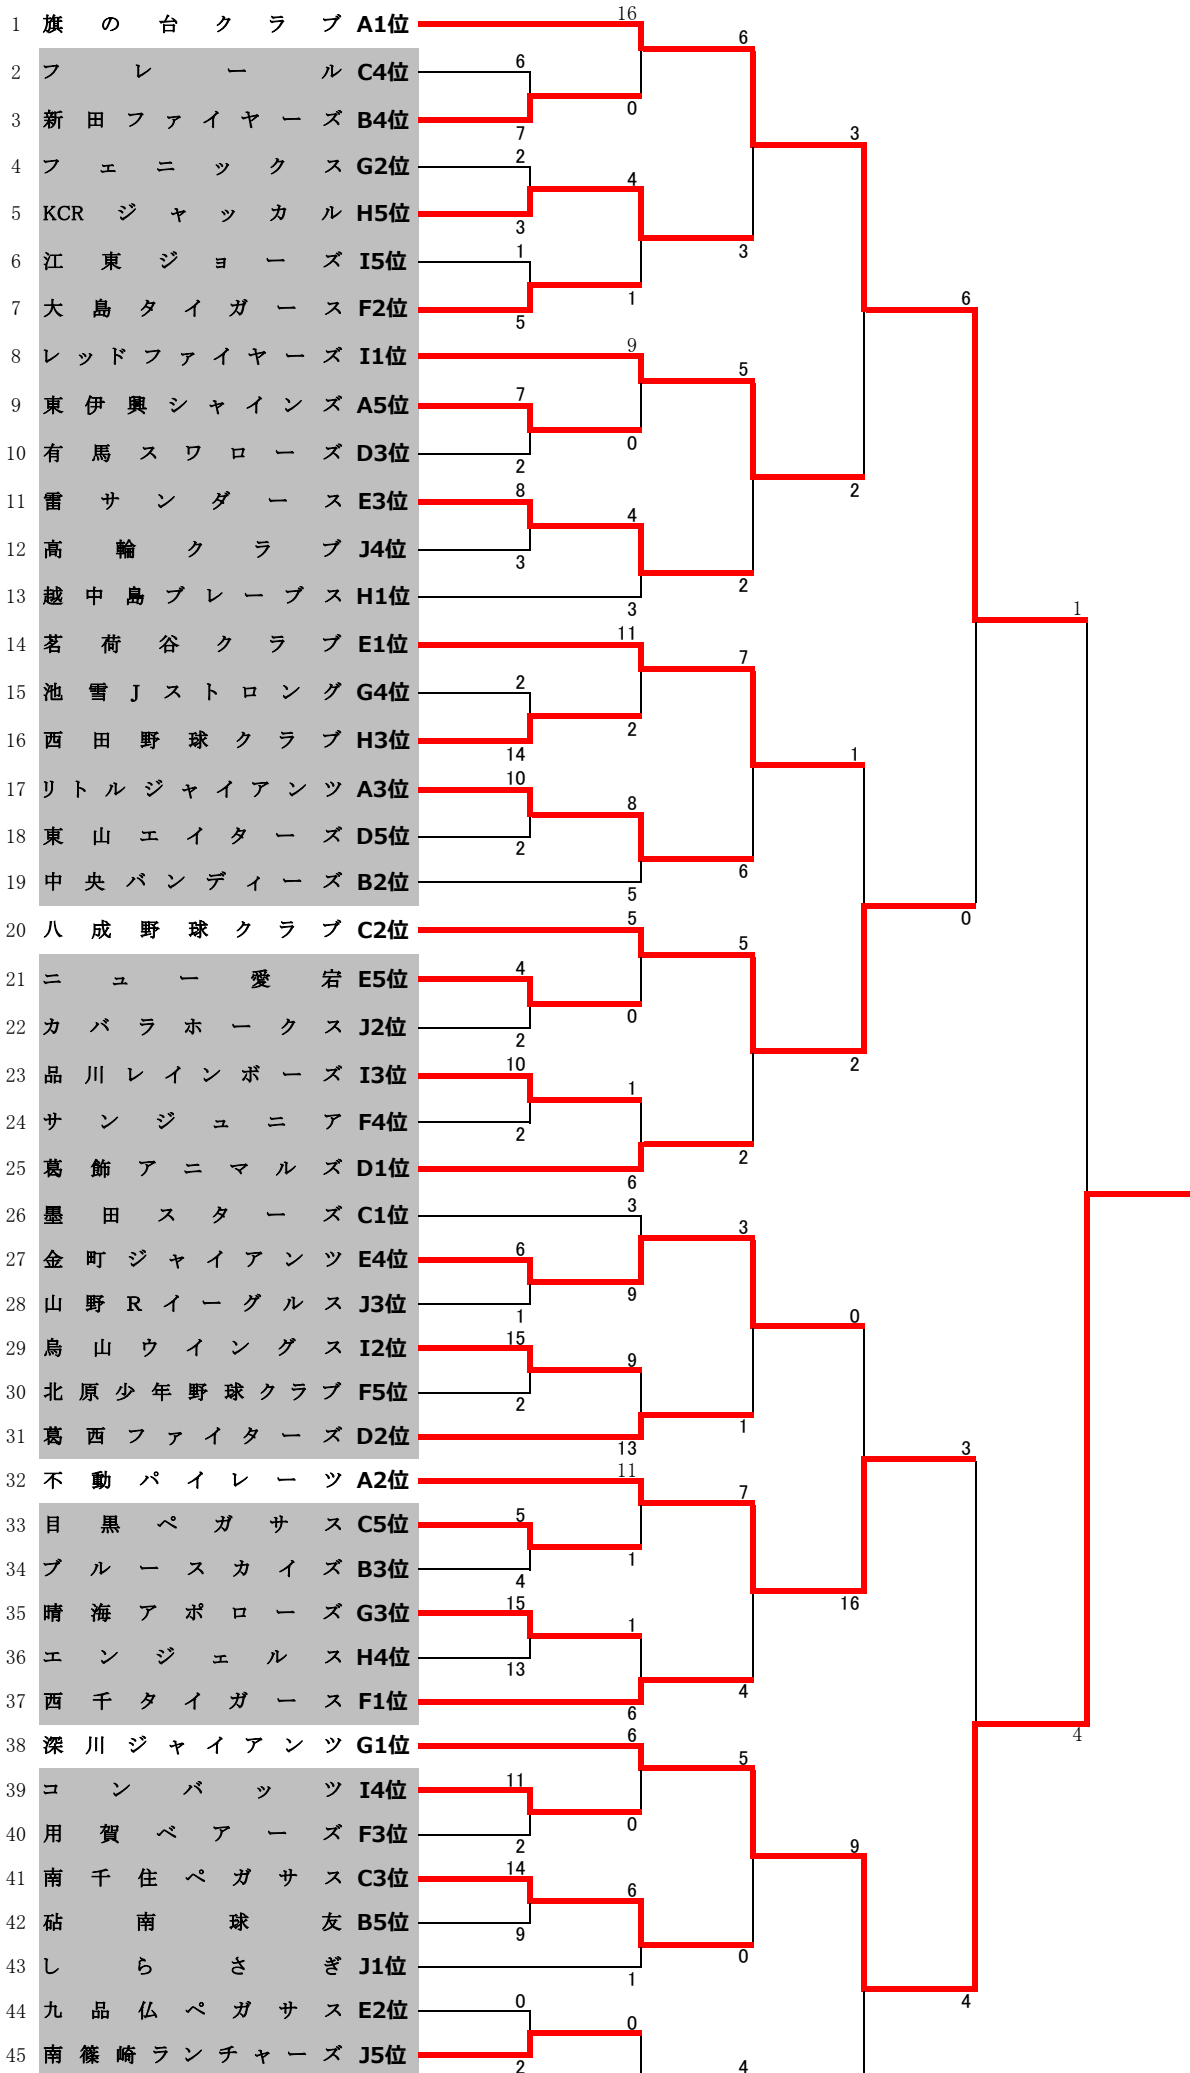 16
1 旗の台クラブ A1位
6
6
2 フレール C4位
0
3 新田ファイヤーズ B4位
7
3
2
4 フェニックス G2位
4
5 KCRジャッカル H5位
3
1
3
6 江東ジョーズ I5位
1
6
7 大島タイガース F2位
5
9
8 レッドファイヤーズ I1位
5
7
9 東伊興シャインズ A5位
0
10 有馬スワローズ D3位
2
8
2
11 雷サンダース E3位
4
12 高輪クラブ J4位
3
2
13 越中島ブレーブス H1位
3
1
11
14 茗荷谷クラブ E1位
7
2
15 池雪Jストロング G4位
2
16 西田野球クラブ H3位
14
1
10
17 リトルジャイアンツ A3位
8
18 東山エイターズ D5位
2
6
19 中央バンディーズ B2位
5
5
0
20 八成野球クラブ C2位
5
4
21 ニュー愛宕 E5位
0
22 カバラホークス J2位
2
10
2
23 品川レインボーズ I3位
1
24 サンジュニア F4位
2
2
25 葛飾アニマルズ D1位
6
3
26 墨田スターズ C1位
3
6
27 金町ジャイアンツ E4位
9
28 山野Rイーグルス J3位
1
0
15
29 烏山ウイングス I2位
9
30 北原少年野球クラブ F5位
2
1
31 葛西ファイターズ D2位
13
3
11
32 不動パイレーツ A2位
7
5
33 目黒ペガサス C5位
1
34 ブルースカイズ B3位
4
15
16
35 晴海アポローズ G3位
1
36 エンジェルス H4位
13
4
37 西千タイガース F1位
6
4
6
38 深川ジャイアンツ G1位
5
11
39 コンバッツ I4位
0
40 用賀ベアーズ F3位
2
9
14
41 南千住ペガサス C3位
6
42 砧南球友 B5位
9
0
43 しらさぎ J1位
1
4
0
44 九品仏ペガサス E2位
0
45 南篠崎ランチャーズ J5位
2
4